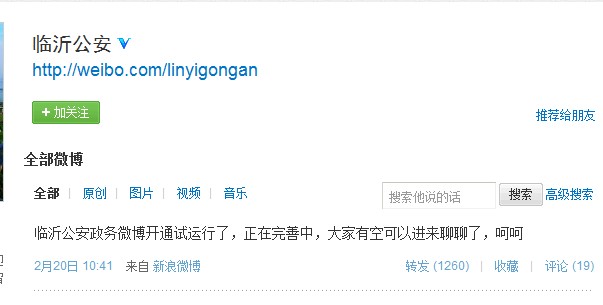 临沂公安
http://weibo.com/linyigongan
+ 加关注
推荐给朋友
全部微博
全部 | 原创 | 图片 | 视频 | 音乐
搜索他说的话 搜索 高级搜索
临沂公安政务微博开通试运行了，正在完善中，大家有空可以进来聊聊了，呵呵
2月20日 10:41 来自 新浪微博
转发 (1260) | 收藏 | 评论 (19)